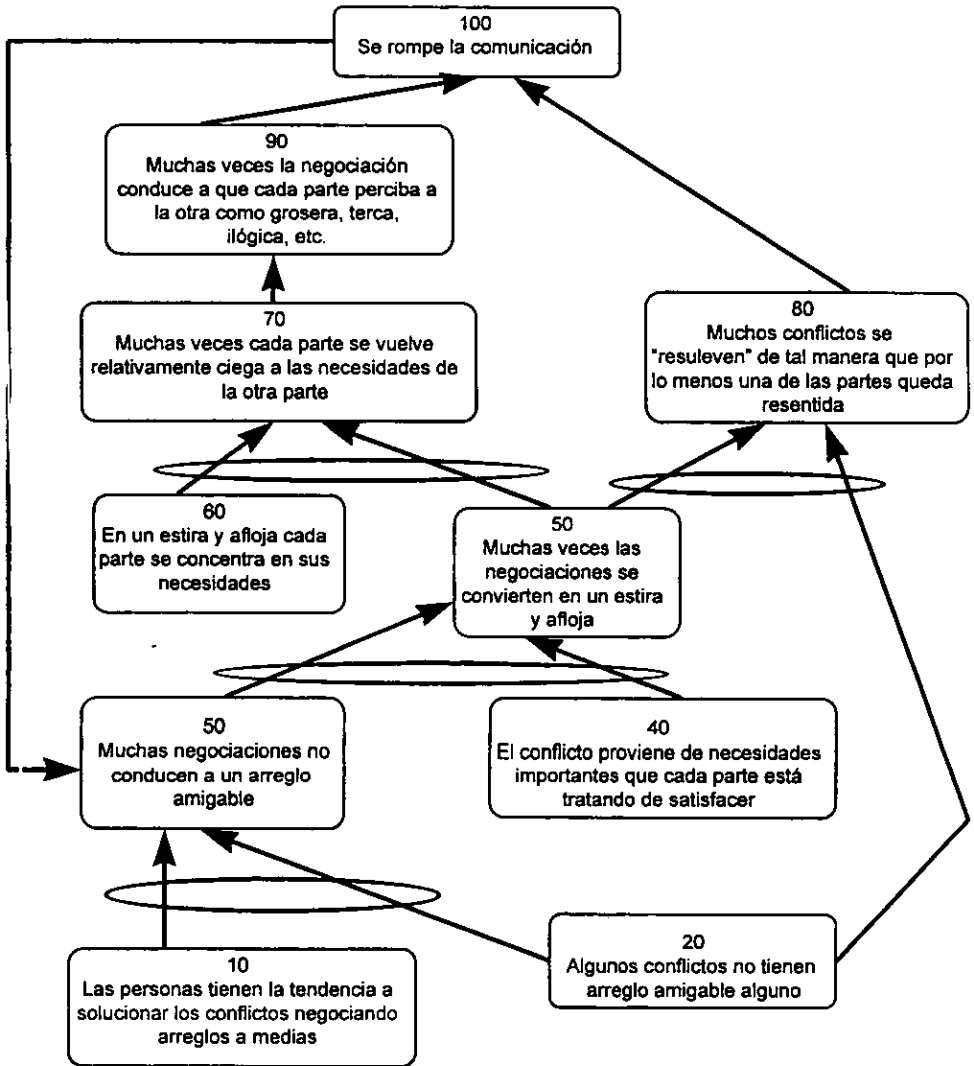 100
Se rompe la comunicación
90
Muchas veces la negociación
conduce a que cada parte perciba a
la otra como grosera, terca,
ilógica, etc.
70
Muchas veces cada parte se vuelve
relativamente ciega a las necesidades de
la otra parte
80
Muchos conflictos se
"resuleven" de tal manera que por
lo menos una de las partes queda
resentida
60
En un estira y afloja cada
parte se concentra en sus
necesidades
50
Muchas veces las
negociaciones se
convierten en un estira
y afloja
50
Muchas negociaciones no
conducen a un arreglo
amigable
40
El conflicto proviene de necesidades
importantes que cada parte está
tratando de satisfacer
10
Las personas tienen la tendencia a
solucionar los conflictos negociando
arreglos a medias
20
Algunos conflictos no tienen
arreglo amigable alguno